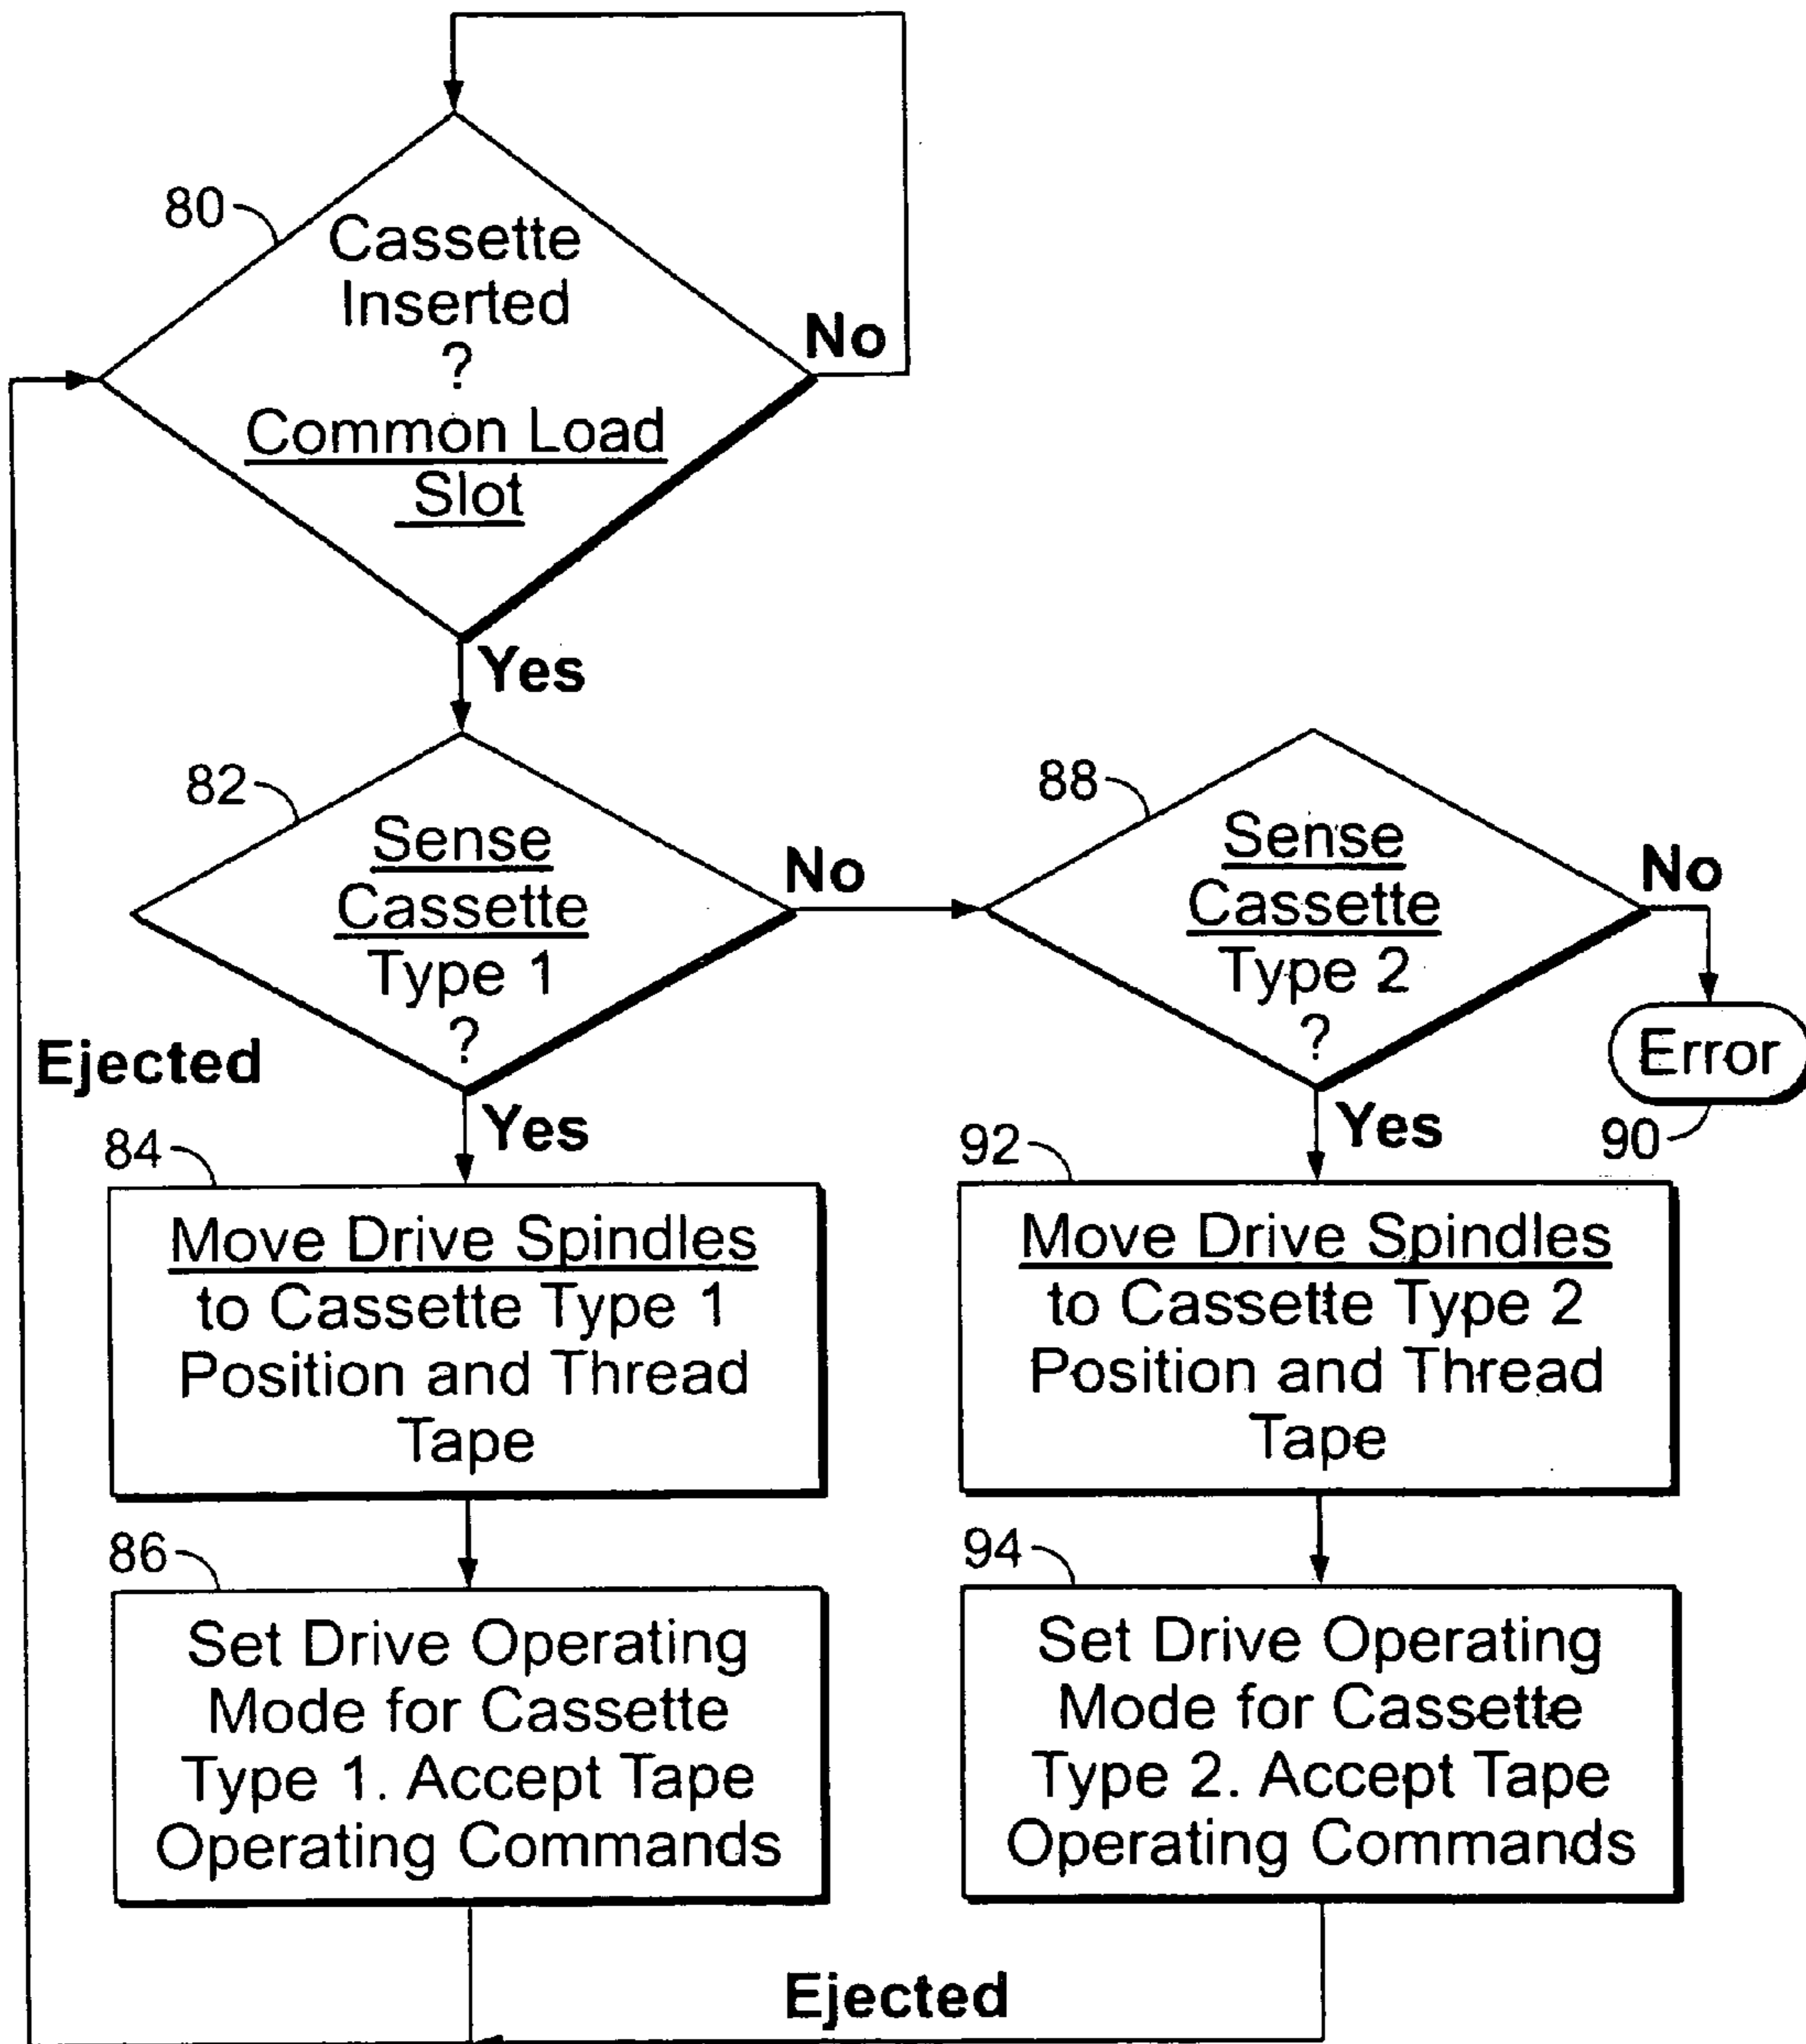 80
Cassette
Inserted
?
Common Load
Slot
No
Yes
82
Sense
Cassette
Type 1
?
No
88
Sense
Cassette
Type 2
?
No
Error
90
Ejected
Yes
84
Move Drive Spindles
to Cassette Type 1
Position and Thread
Tape
Yes
92
Move Drive Spindles
to Cassette Type 2
Position and Thread
Tape
86
Set Drive Operating
Mode for Cassette
Type 1. Accept Tape
Operating Commands
94
Set Drive Operating
Mode for Cassette
Type 2. Accept Tape
Operating Commands
Ejected